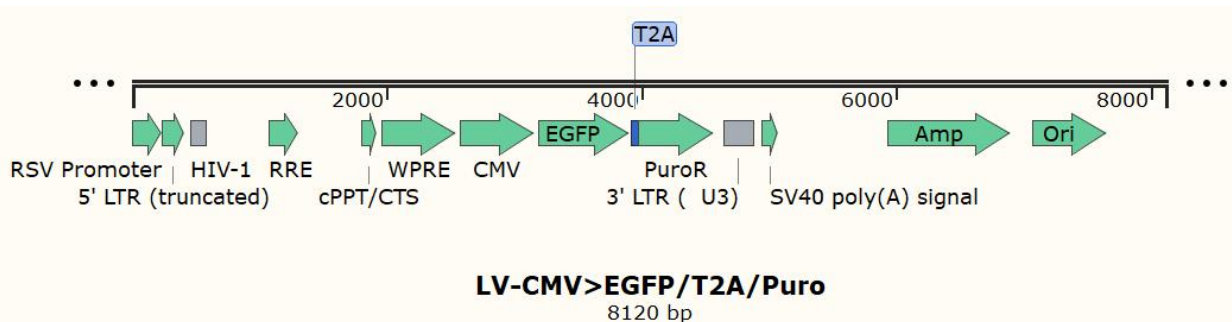 T2A
2000 4000 6000 8000
EGFP Amp Ori
RSV Promoter HIV-1 RRE WPRE CMV PuroR
5' LTR (truncated) cPPT/CTS 3' LTR ( U3) SV40 poly(A) signal
LV-CMV>EGFP/T2A/Puro
8120 bp